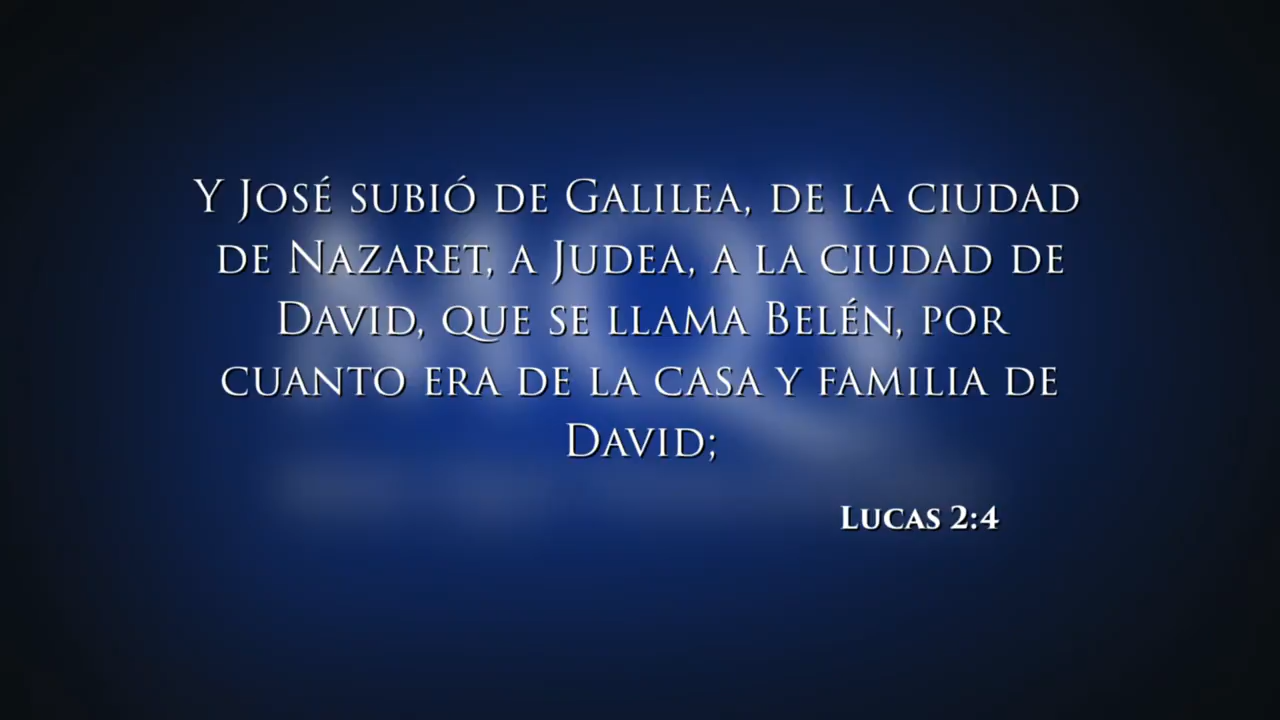 Y José subió de Galilea, de la ciudad
de Nazaret, a Judea, a la ciudad de
David, que se llama Belén, por
cuanto era de la casa y familia de
David;
Lucas 2:4